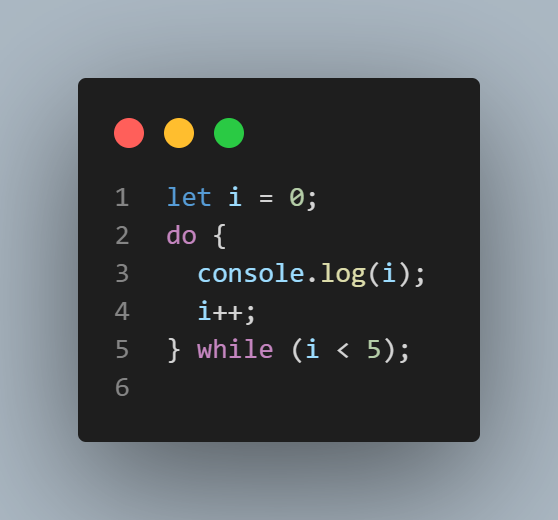 1 let i = 0;
2 do {
3   console.log(i);
4   i++;
5 } while (i < 5);
6